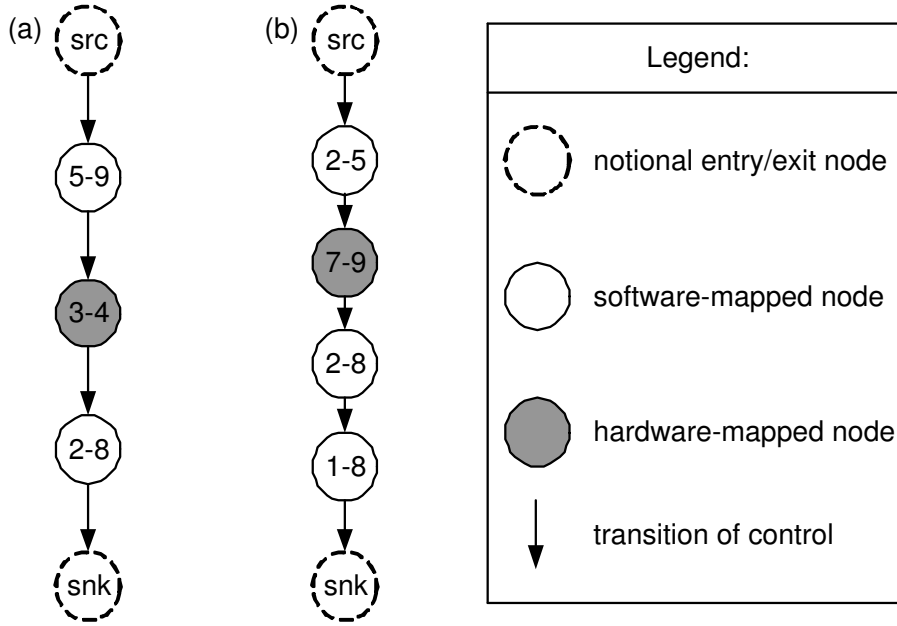 (a)
src
5-9
3-4
2-8
snk
(b)
src
2-5
7-9
2-8
1-8
snk
Legend:
notional entry/exit node
software-mapped node
hardware-mapped node
transition of control